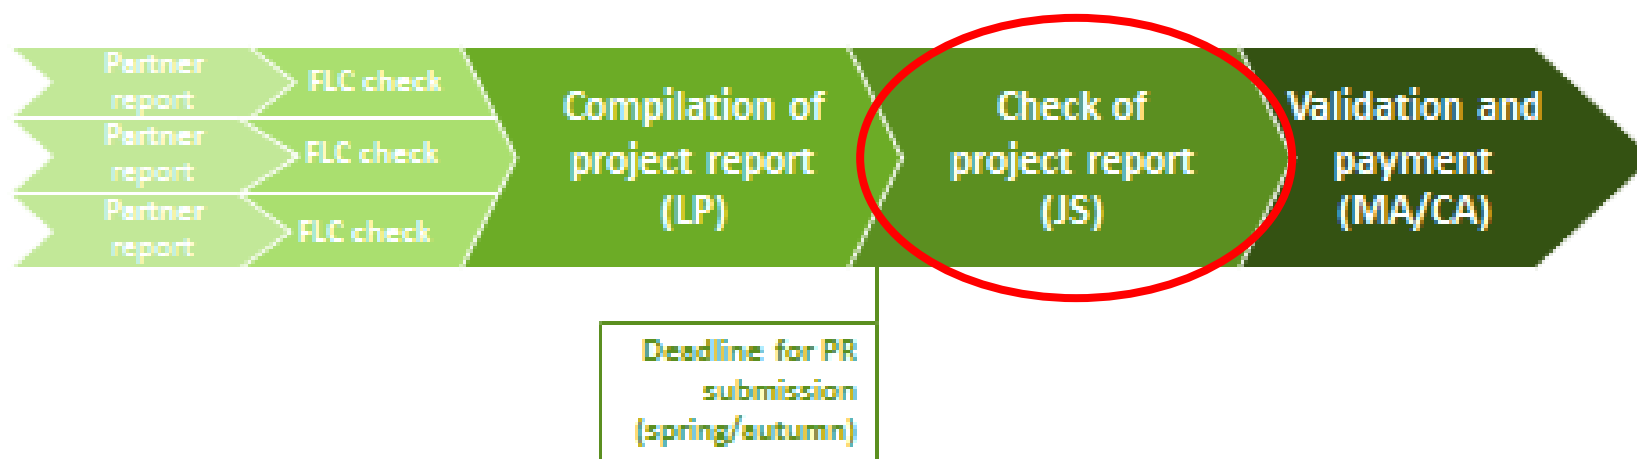 Partner
report
FLC check
Partner
report
FLC check
Partner
report
FLC check
Compilation of
project report
(LP)
Check of
project report
(JS)
Validation and
payment
(MA/CA)
Deadline for PR
submission
(spring/autumn)